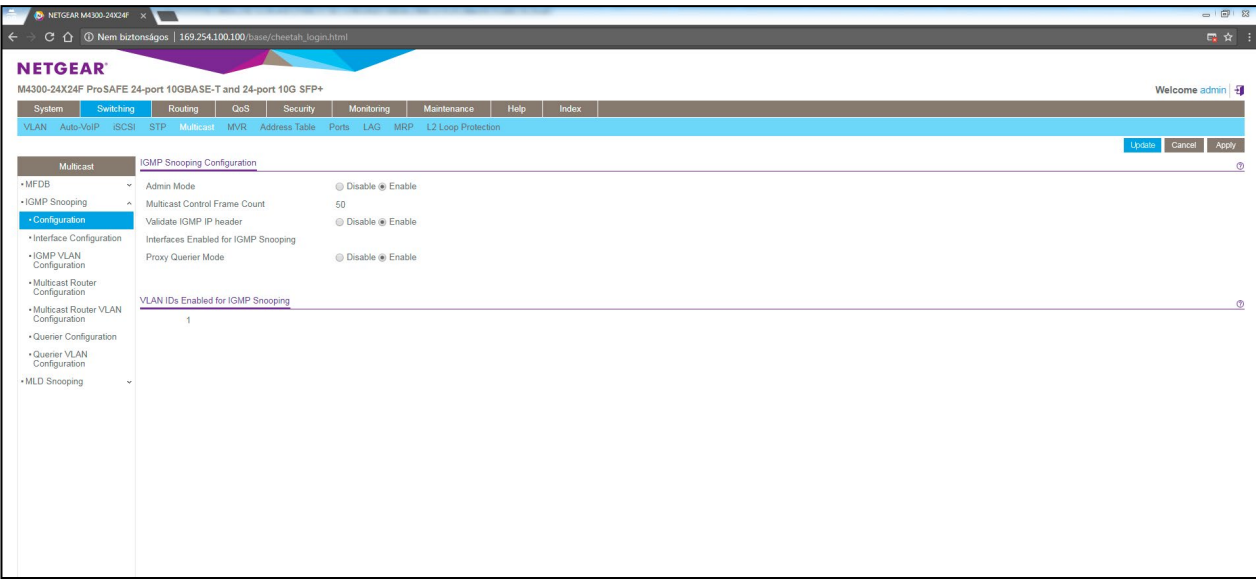 NETGEAR M4300-24X24F
Nem biztonságos | 169.254.100.100/base/cheetah_login.html
NETGEAR®
M4300-24X24F ProSAFE 24-port 10GBASE-T and 24-port 10G SFP+
Welcome admin
System Switching Routing QoS Security Monitoring Maintenance Help Index
VLAN Auto-VoIP iSCSI STP Multicast MVR Address Table Ports LAG MRP L2 Loop Protection
Update Cancel Apply
Multicast
• MFDB
• IGMP Snooping
• Configuration
• Interface Configuration
• IGMP VLAN
Configuration
• Multicast Router
Configuration
• Multicast Router VLAN
Configuration
• Querier Configuration
• Querier VLAN
Configuration
• MLD Snooping
IGMP Snooping Configuration
Admin Mode Disable Enable
Multicast Control Frame Count 50
Validate IGMP IP header Disable Enable
Interfaces Enabled for IGMP Snooping
Proxy Querier Mode Disable Enable
VLAN IDs Enabled for IGMP Snooping
1